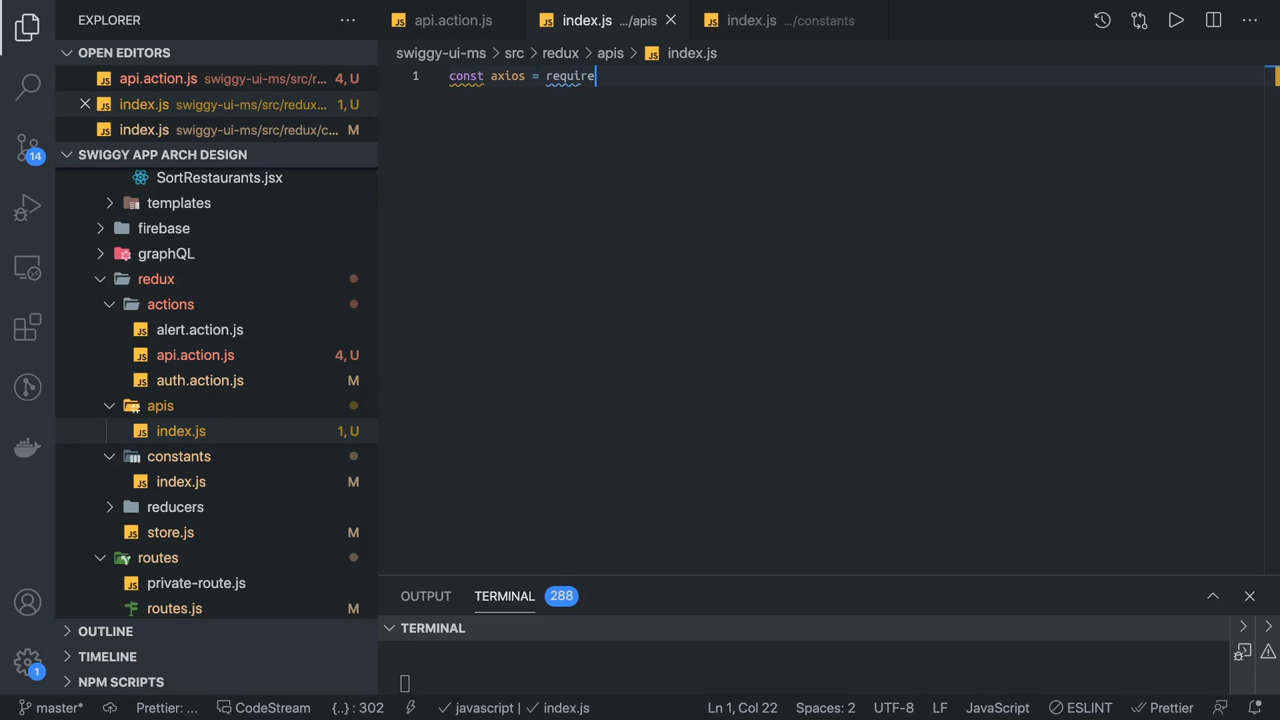 EXPLORER
OPEN EDITORS
api.action.js swiggy-ui-ms/src/r... 4, U
index.js swiggy-ui-ms/src/redux... 1, U
index.js swiggy-ui-ms/src/redux/c... M
SWIGGY APP ARCH DESIGN
SortRestaurants.jsx
templates
firebase
graphQL
redux
actions
alert.action.js
api.action.js 4, U
auth.action.js M
apis
index.js 1, U
constants
index.js M
reducers
store.js M
routes
private-route.js
routes.js M
OUTLINE
TIMELINE
NPM SCRIPTS
14
1
api.action.js index.js .../apis index.js .../constants
swiggy-ui-ms > src > redux > apis > index.js
1 const axios = require
OUTPUT TERMINAL 288
TERMINAL
master* Prettier: ... CodeStream {..} : 302 javascript | index.js Ln 1, Col 22 Spaces: 2 UTF-8 LF JavaScript ESLINT Prettier